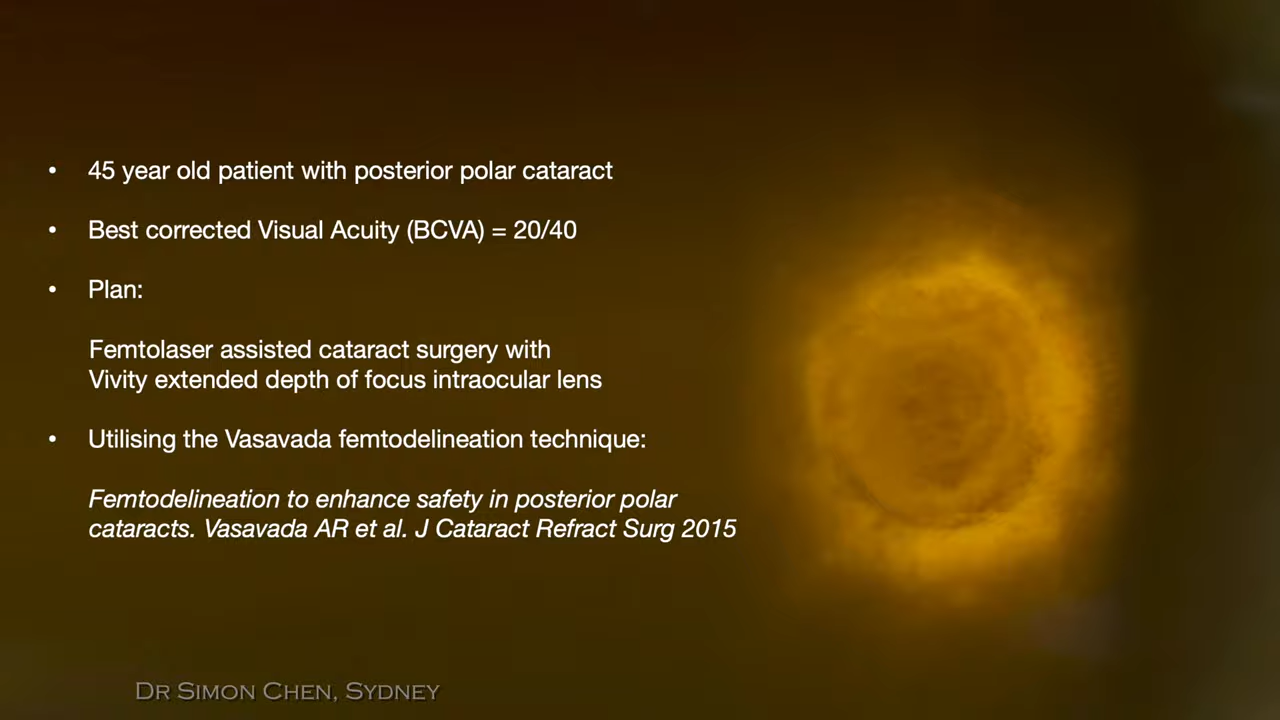 • 45 year old patient with posterior polar cataract
• Best corrected Visual Acuity (BCVA) = 20/40
• Plan:
Femtolaser assisted cataract surgery with
Vivity extended depth of focus intraocular lens
• Utilising the Vasavada femtodelineation technique:
Femtodelineation to enhance safety in posterior polar
cataracts. Vasavada AR et al. J Cataract Refract Surg 2015
Dr Simon Chen, Sydney